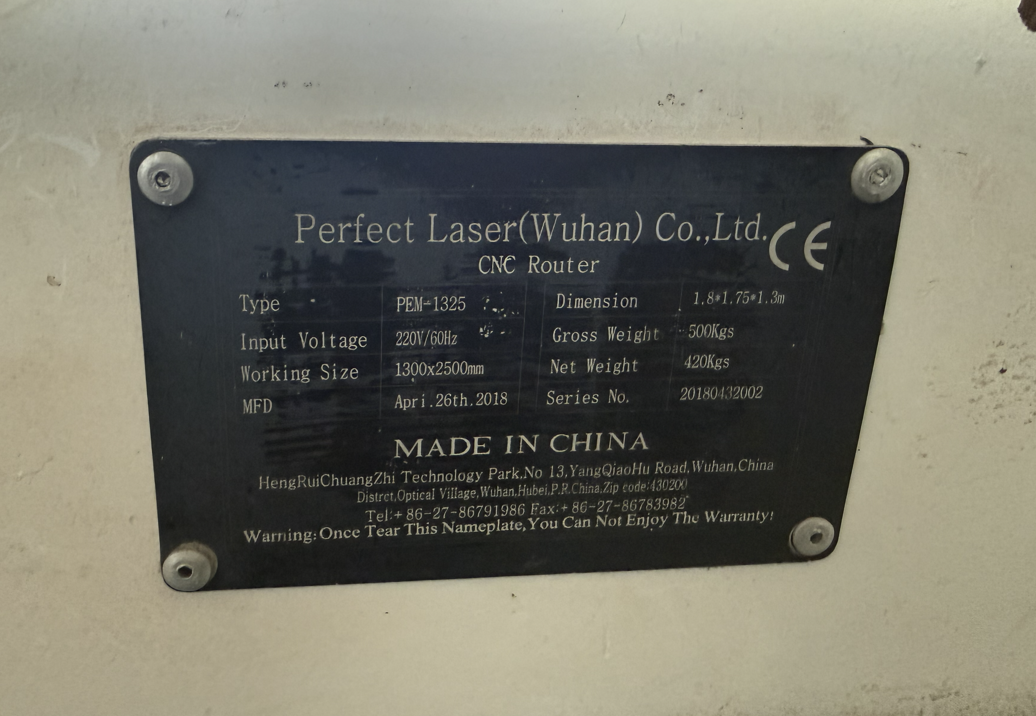 Perfect Laser(Wuhan) Co.,Ltd. CE
CNC Router
Type PEM-1325 Dimension 1.8*1.75*1.3m
Input Voltage 220V/60Hz Gross Weight 500Kgs
Working Size 1300x2500mm Net Weight 420Kgs
MFD Apri.26th.2018 Series No. 20180432002
MADE IN CHINA
HengRuiChuangZhi Technology Park,No 13,YangQiaoHu Road,Wuhan,China
Distrct,Optical Village,Wuhan,Hubei,P.R.China,Zip code:430200
Tel:+86-27-86791986 Fax:+86-27-86783982
Warning:Once Tear This Nameplate,You Can Not Enjoy The Warranty!